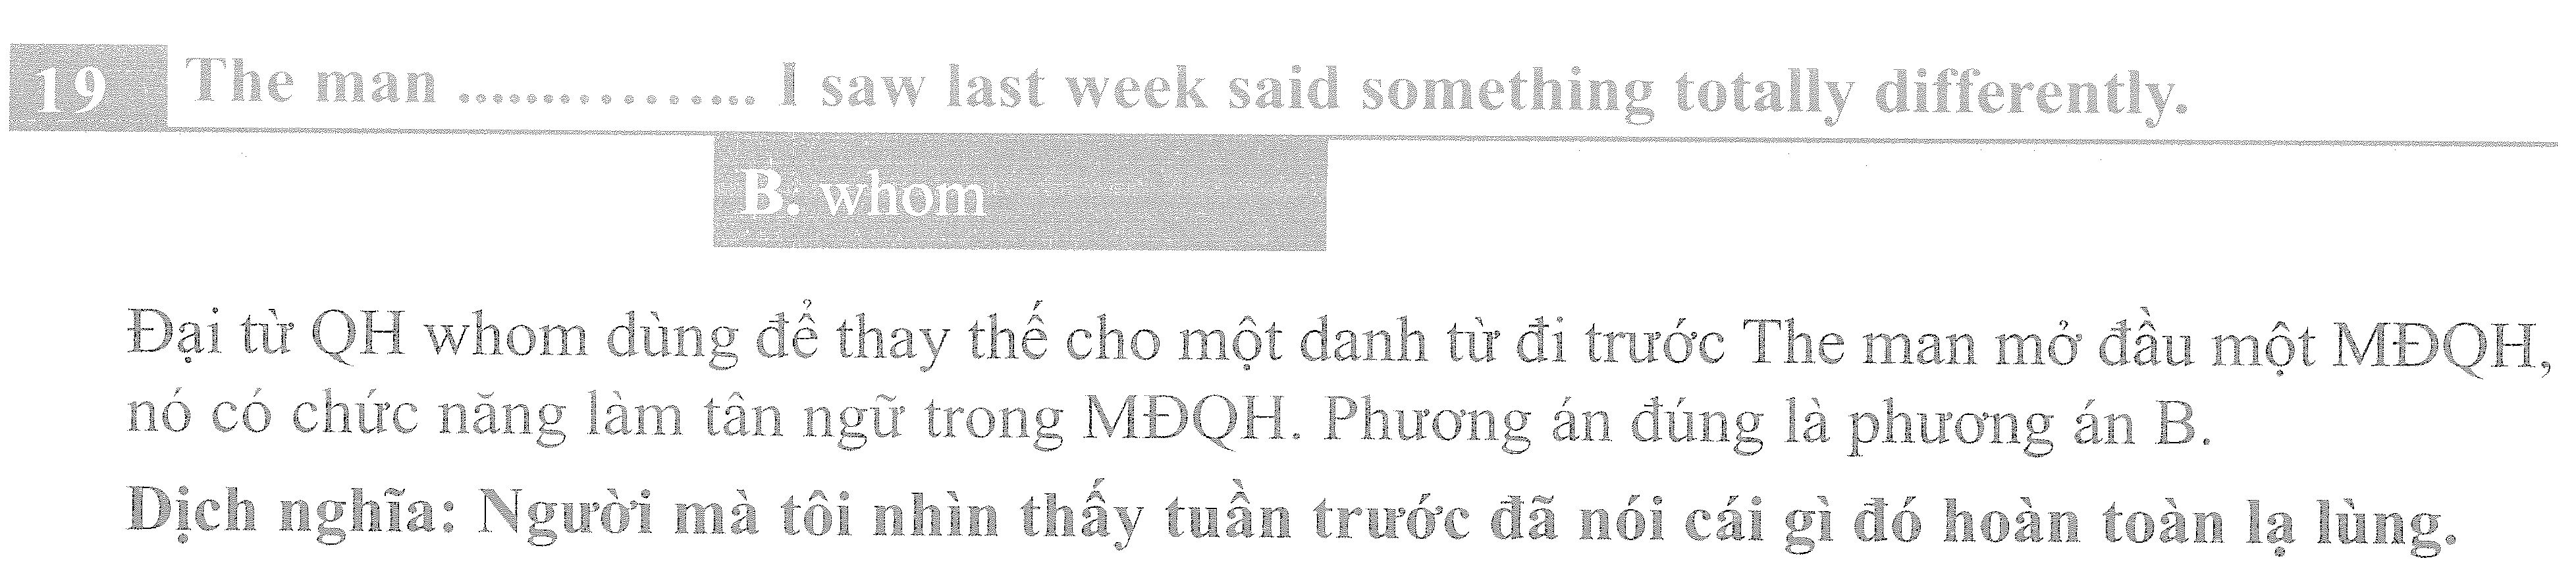 19 The man ................ I saw last week said something totally differently.
B. whom
Đại từ QH whom dùng để thay thế cho một danh từ đi trước The man mở đầu một MĐQH,
nó có chức năng làm tân ngữ trong MĐQH. Phương án đúng là phương án B.
Dịch nghĩa: Người mà tôi nhìn thấy tuần trước đã nói cái gì đó hoàn toàn lạ lùng.